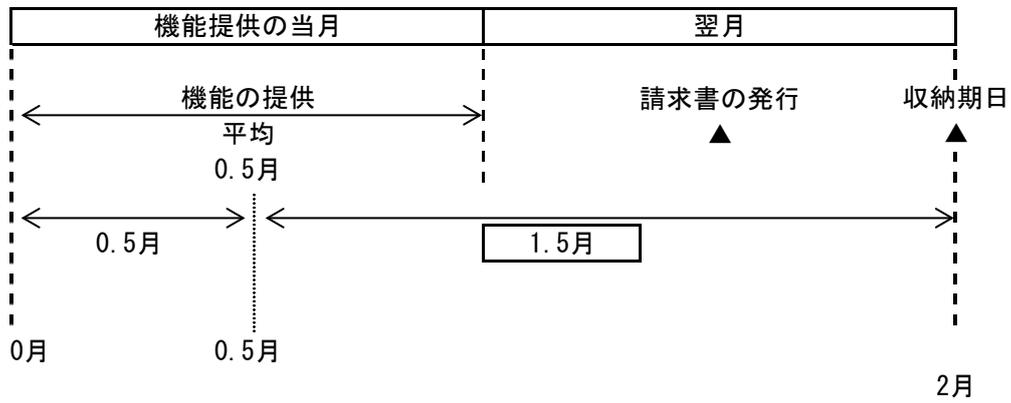 機能提供の当月 翌月
機能の提供 請求書の発行 収納期日
平均 ▲ ▲
0.5月
0.5月 1.5月
0月 0.5月
2月